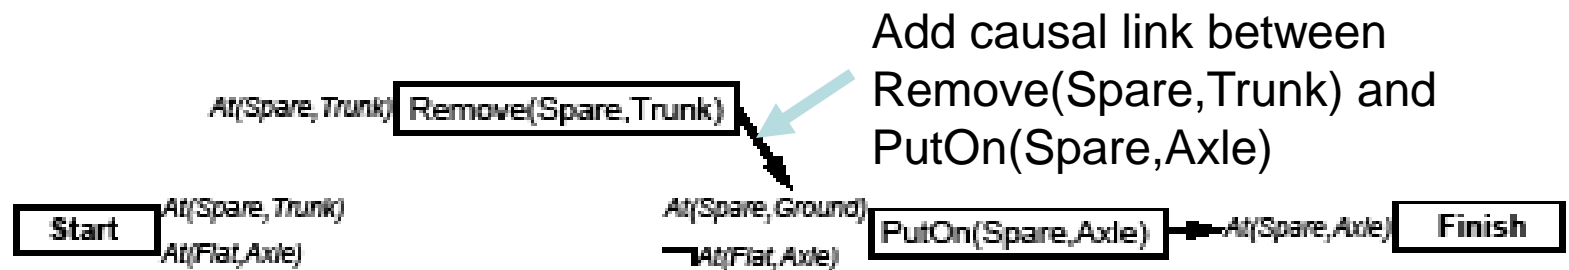 Add causal link between
Remove(Spare,Trunk) and
PutOn(Spare,Axle)
At(Spare,Trunk) Remove(Spare,Trunk)
Start
At(Spare,Trunk)
At(Flat,Axle)
At(Spare,Ground)
¬At(Flat,Axle)
PutOn(Spare,Axle)
At(Spare,Axle)
Finish